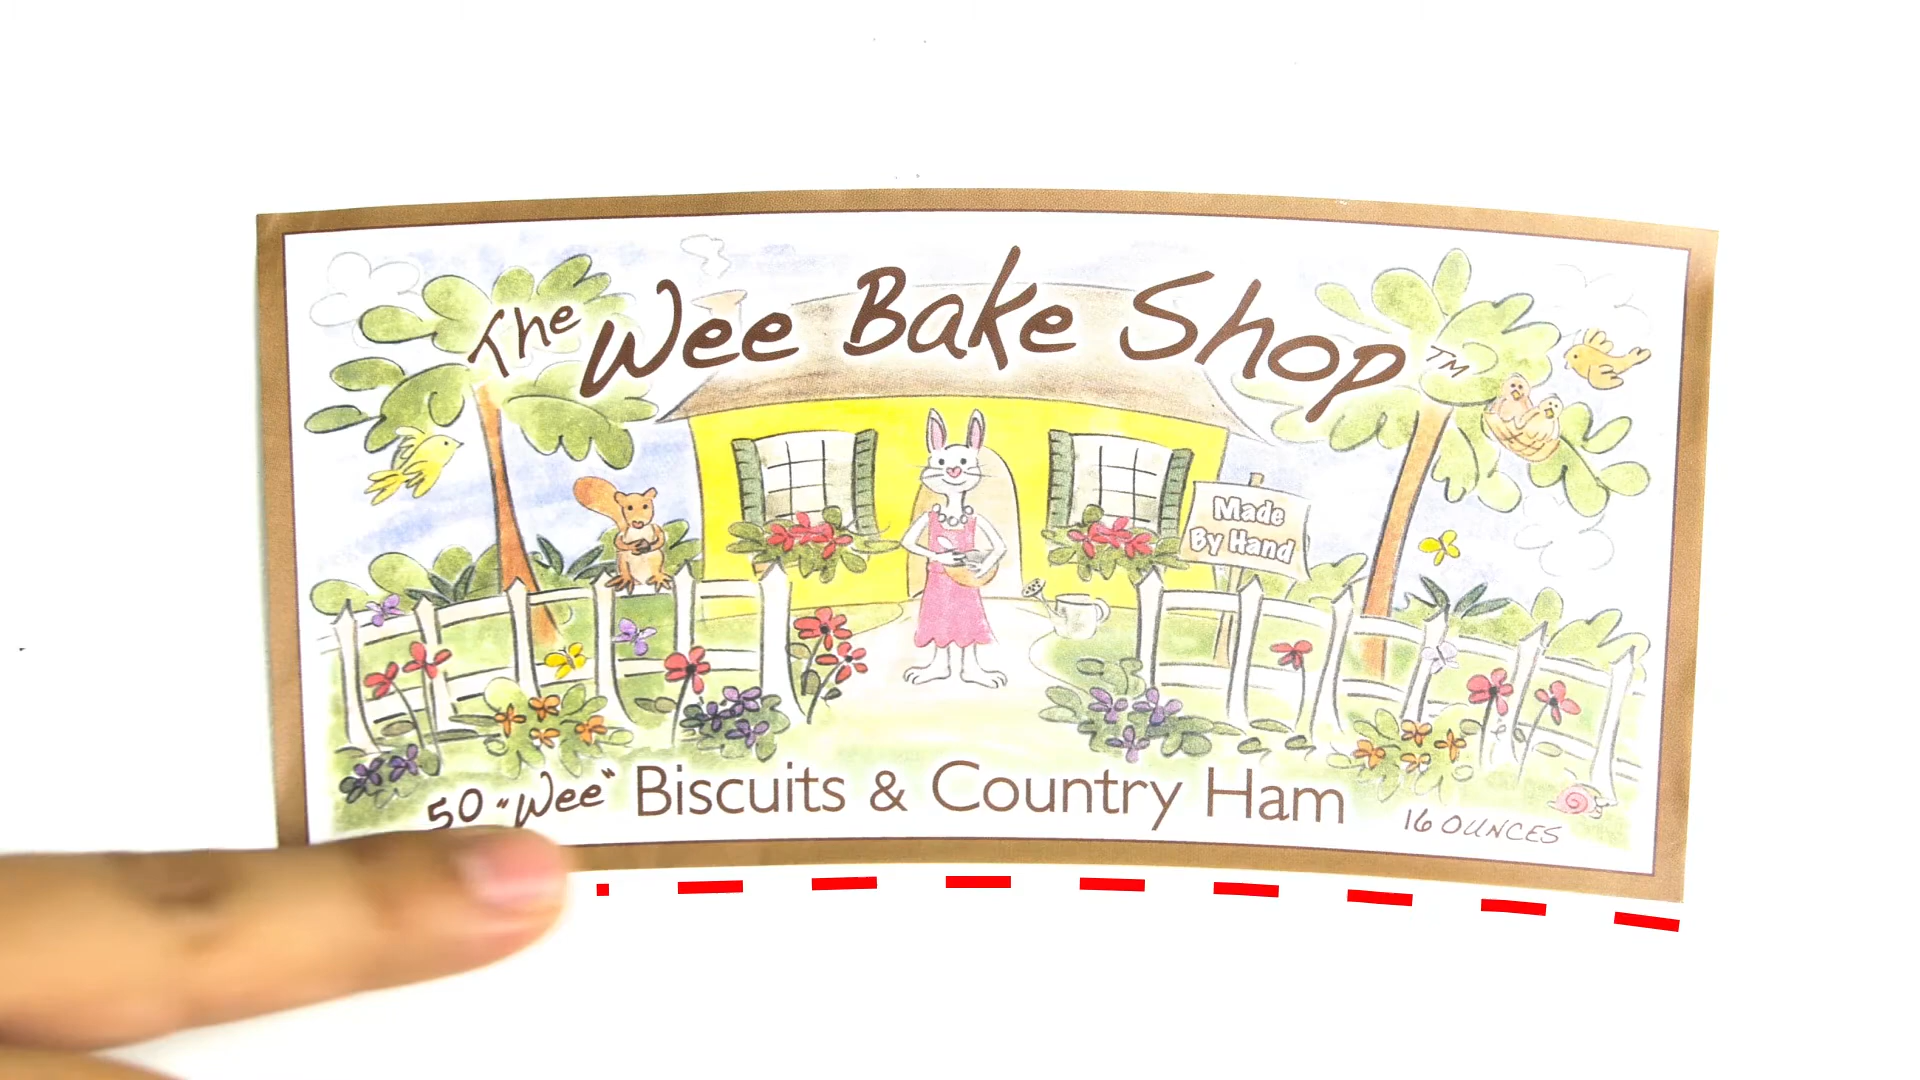 The Wee Bake Shop™
Made
By Hand
50 "Wee" Biscuits & Country Ham
16 OUNCES